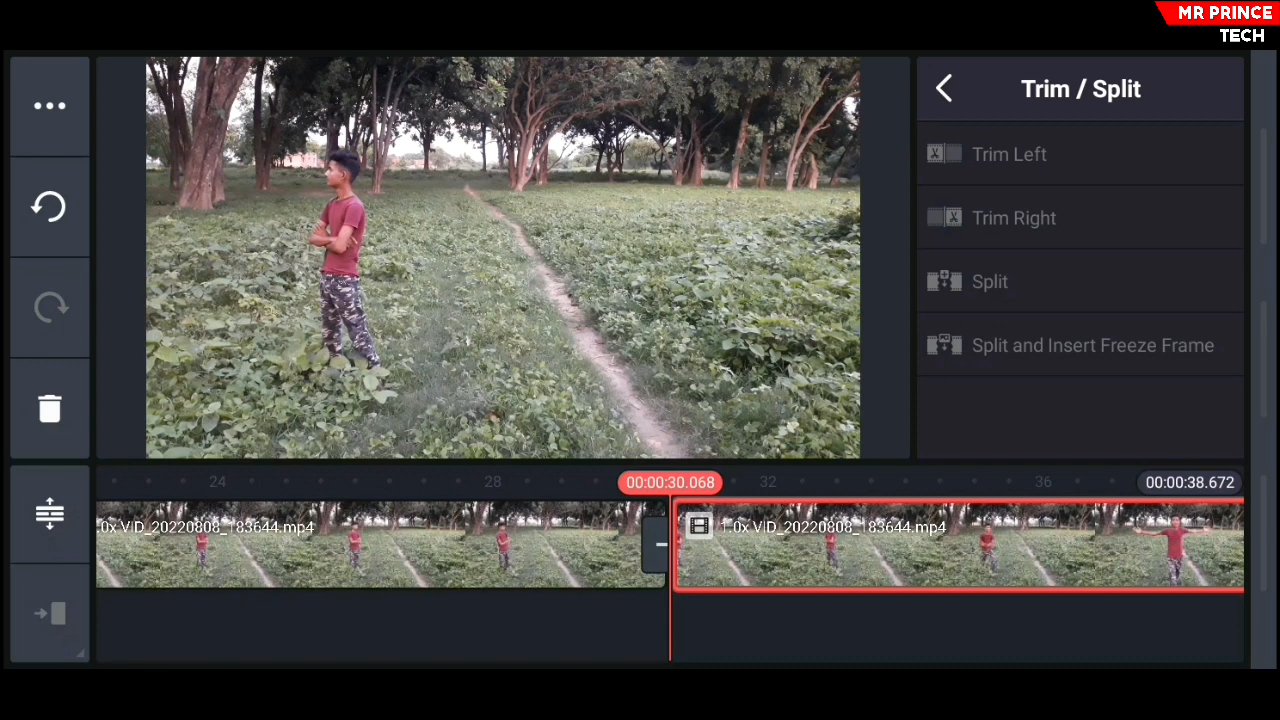 MR PRINCE
TECH
Trim / Split
Trim Left
Trim Right
Split
Split and Insert Freeze Frame
24
28
00:00:30.068
32
36
00:00:38.672
.0x VID_20220808_183644.mp4
1.0x VID_20220808_183644.mp4